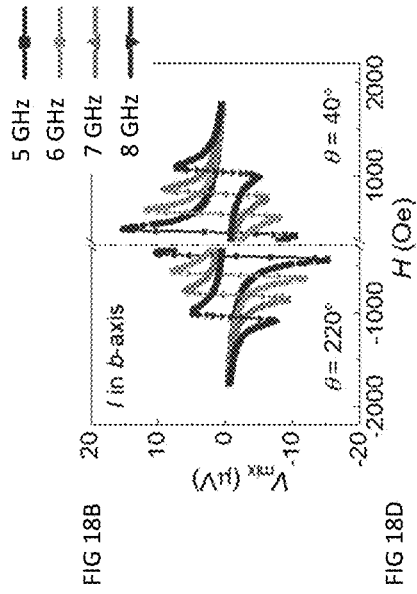 FIG 18B
5 GHz
6 GHz
7 GHz
8 GHz
20
10
0
-10
-20
V_mix (μV)
I in b-axis
θ = 220°
θ = 40°
-2000
-1000
1000
2000
H (Oe)
FIG 18D